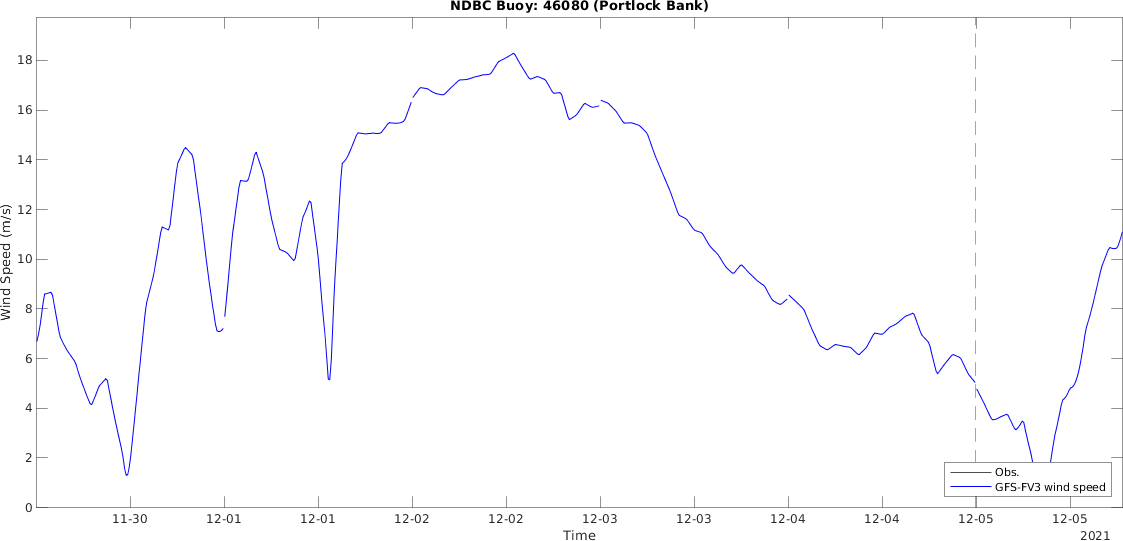 NDBC Buoy: 46080 (Portlock Bank)
18
16
14
12
10
8
6
4
2
0
Wind Speed (m/s)
Obs.
GFS-FV3 wind speed
11-30 12-01 12-01 12-02 12-02 12-03 12-03 12-04 12-04 12-05 12-05
Time
2021